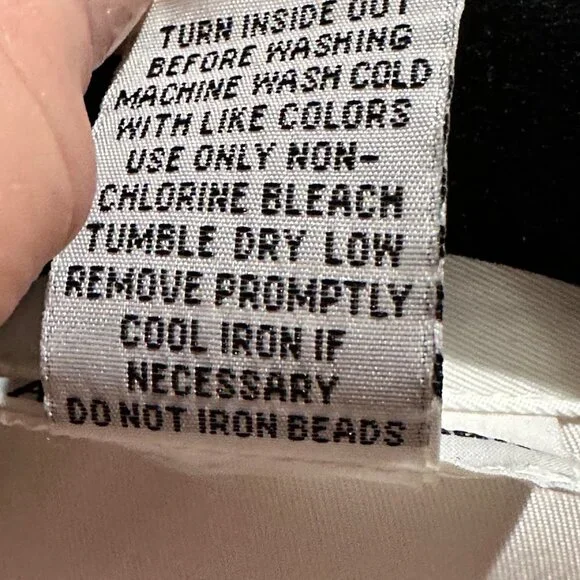 TURN INSIDE OUT
BEFORE WASHING
MACHINE WASH COLD
WITH LIKE COLORS
USE ONLY NON-
CHLORINE BLEACH
TUMBLE DRY LOW
REMOVE PROMPTLY
COOL IRON IF
NECESSARY
DO NOT IRON BEADS